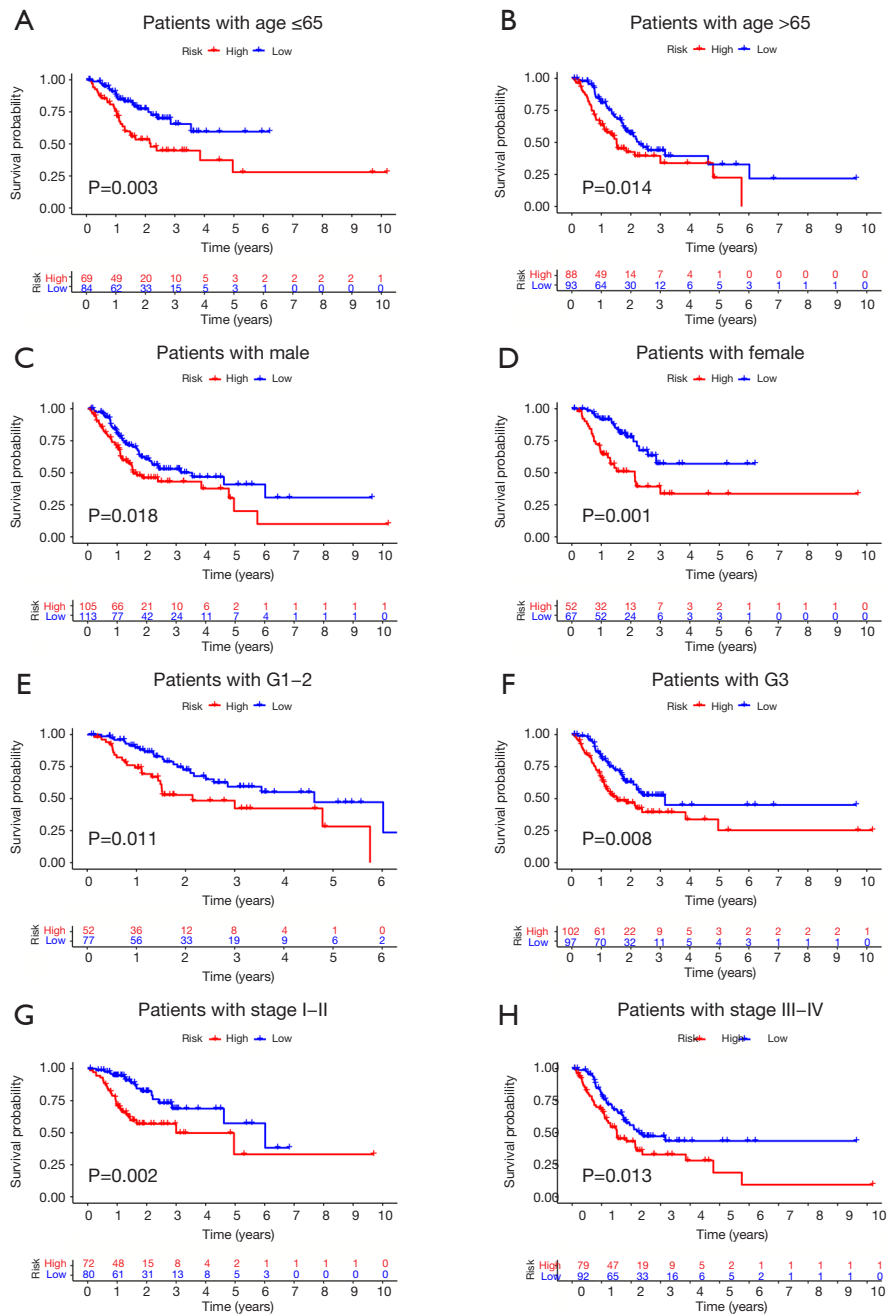 A
Patients with age ≤65
Risk High Low
Survival probability
1.00
0.75
0.50
0.25
0.00
P=0.003
0 1 2 3 4 5 6 7 8 9 10
Time (years)
Risk
High 69 49 20 10 5 3 2 2 2 2 1
Low 84 62 33 15 5 3 1 0 0 0 0
0 1 2 3 4 5 6 7 8 9 10
Time (years)
B
Patients with age >65
Risk High Low
Survival probability
1.00
0.75
0.50
0.25
0.00
P=0.014
0 1 2 3 4 5 6 7 8 9 10
Time (years)
Risk
High 88 49 14 7 4 1 0 0 0 0 0
Low 93 64 30 12 6 5 3 1 1 1 0
0 1 2 3 4 5 6 7 8 9 10
Time (years)
C
Patients with male
Risk High Low
Survival probability
1.00
0.75
0.50
0.25
0.00
P=0.018
0 1 2 3 4 5 6 7 8 9 10
Time (years)
Risk
High 105 66 21 10 6 2 1 1 1 1 1
Low 113 77 42 24 11 7 4 1 1 1 0
0 1 2 3 4 5 6 7 8 9 10
Time (years)
D
Patients with female
Risk High Low
Survival probability
1.00
0.75
0.50
0.25
0.00
P=0.001
0 1 2 3 4 5 6 7 8 9 10
Time (years)
Risk
High 52 32 13 7 3 2 1 1 1 1 0
Low 67 52 24 6 3 3 1 0 0 0 0
0 1 2 3 4 5 6 7 8 9 10
Time (years)
E
Patients with G1–2
Risk High Low
Survival probability
1.00
0.75
0.50
0.25
0.00
P=0.011
0 1 2 3 4 5 6
Time (years)
Risk
High 52 36 12 8 4 1 0
Low 77 56 33 19 9 6 2
0 1 2 3 4 5 6
Time (years)
F
Patients with G3
Risk High Low
Survival probability
1.00
0.75
0.50
0.25
0.00
P=0.008
0 1 2 3 4 5 6 7 8 9 10
Time (years)
Risk
High 102 61 22 9 5 3 2 2 2 2 1
Low 97 70 32 11 5 4 3 1 1 1 0
0 1 2 3 4 5 6 7 8 9 10
Time (years)
G
Patients with stage I–II
Risk High Low
Survival probability
1.00
0.75
0.50
0.25
0.00
P=0.002
0 1 2 3 4 5 6 7 8 9 10
Time (years)
Risk
High 72 48 15 8 4 2 1 1 1 1 0
Low 80 61 31 13 8 5 3 0 0 0 0
0 1 2 3 4 5 6 7 8 9 10
Time (years)
H
Patients with stage III–IV
Risk High Low
Survival probability
1.00
0.75
0.50
0.25
0.00
P=0.013
0 1 2 3 4 5 6 7 8 9 10
Time (years)
Risk
High 79 47 19 9 5 2 1 1 1 1 1
Low 92 65 33 16 6 5 2 1 1 1 0
0 1 2 3 4 5 6 7 8 9 10
Time (years)